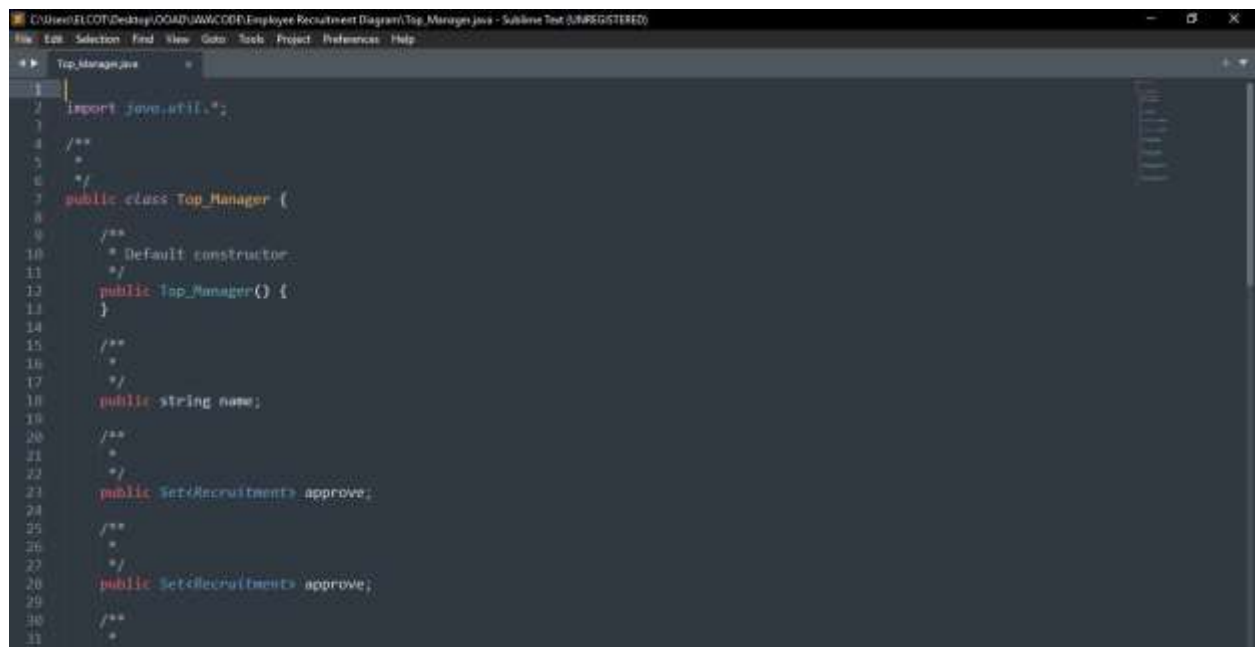 C:\Users\ELCOT\Desktop\OOAD\JAVACODE\Employee Recruitment Diagram\Top_Manager.java - Sublime Text (UNREGISTERED)
File Edit Selection Find View Goto Tools Project Preferences Help
Top_Manager.java
1
2 import java.util.*;
3
4 /**
5 *
6 */
7 public class Top_Manager {
8
9 /**
10 * Default constructor
11 */
12 public Top_Manager() {
13 }
14
15 /**
16 *
17 */
18 public string name;
19
20 /**
21 *
22 */
23 public Set<Recruitment> approve;
24
25 /**
26 *
27 */
28 public Set<Recruitment> approve;
29
30 /**
31 *